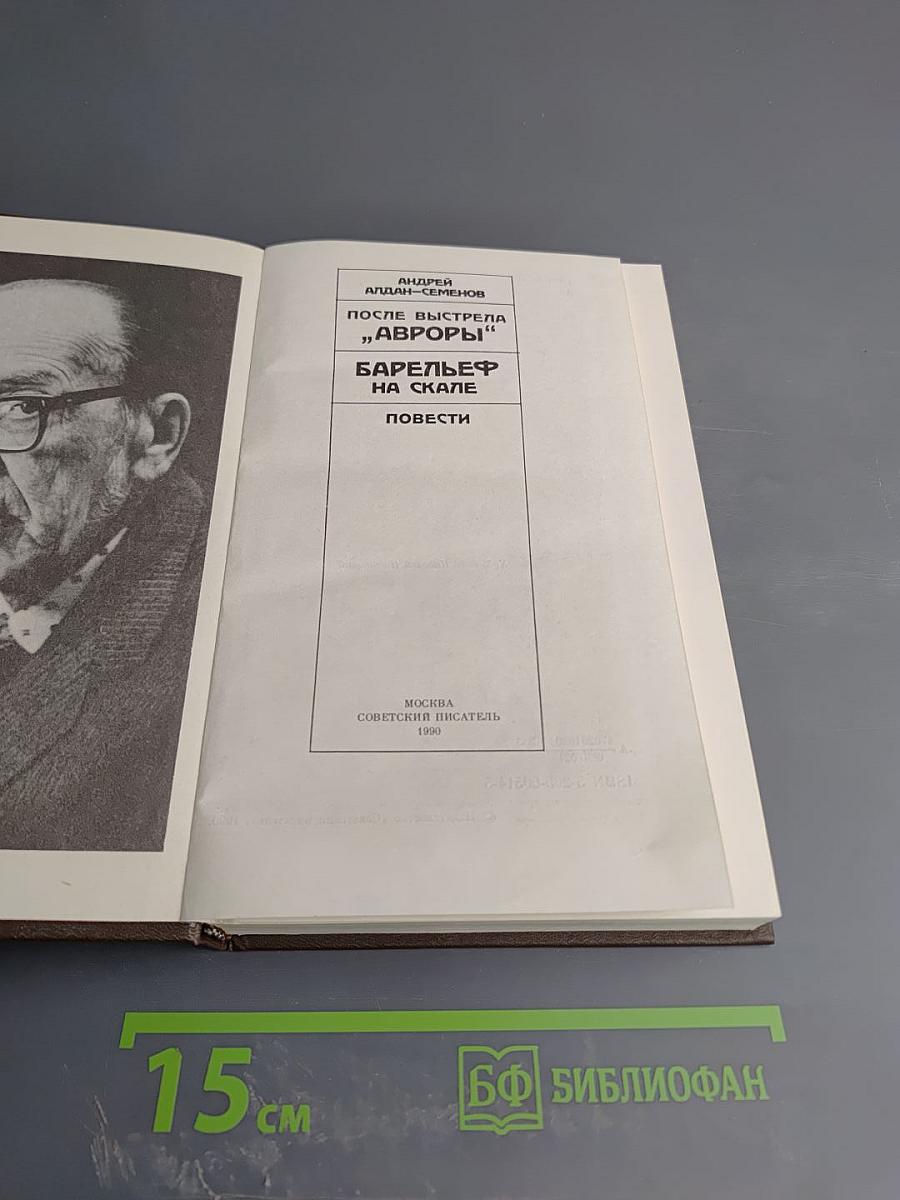 АНДРЕЙ
АЛДАН—СЕМЕНОВ
ПОСЛЕ ВЫСТРЕЛА
„АВРОРЫ“
БАРЕЛЬЕФ
НА СКАЛЕ
ПОВЕСТИ
МОСКВА
СОВЕТСКИЙ ПИСАТЕЛЬ
1990
15 см
БФ БИБЛИОФАН